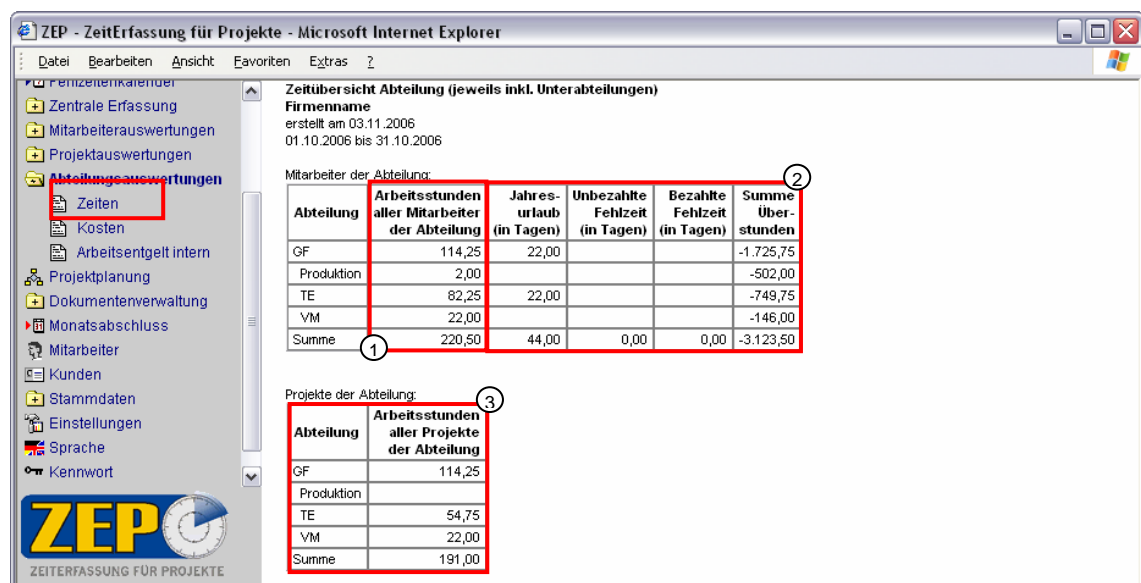 ZEP - ZeitErfassung für Projekte - Microsoft Internet Explorer
Datei Bearbeiten Ansicht Favoriten Extras ?
Fehlzeitenkalender
Zentrale Erfassung
Mitarbeiterauswertungen
Projektauswertungen
Abteilungsauswertungen
Zeiten
Kosten
Arbeitsentgelt intern
Projektplanung
Dokumentenverwaltung
Monatsabschluss
Mitarbeiter
Kunden
Stammdaten
Einstellungen
Sprache
Kennwort
ZEP
ZEITERFASSUNG FÜR PROJEKTE
Zeitübersicht Abteilung (jeweils inkl. Unterabteilungen)
Firmenname
erstellt am 03.11.2006
01.10.2006 bis 31.10.2006
Mitarbeiter der Abteilung:
2
Arbeitsstunden Jahres- Unbezahlte Bezahlte Summe
Abteilung aller Mitarbeiter urlaub Fehlzeit Fehlzeit Über-
der Abteilung (in Tagen) (in Tagen) (in Tagen) stunden
GF 114,25 22,00 -1.725,75
Produktion 2,00 -502,00
TE 82,25 22,00 -749,75
VM 22,00 -146,00
Summe 220,50 44,00 0,00 0,00 -3.123,50
1
Projekte der Abteilung:
3
Arbeitsstunden
Abteilung aller Projekte
der Abteilung
GF 114,25
Produktion
TE 54,75
VM 22,00
Summe 191,00